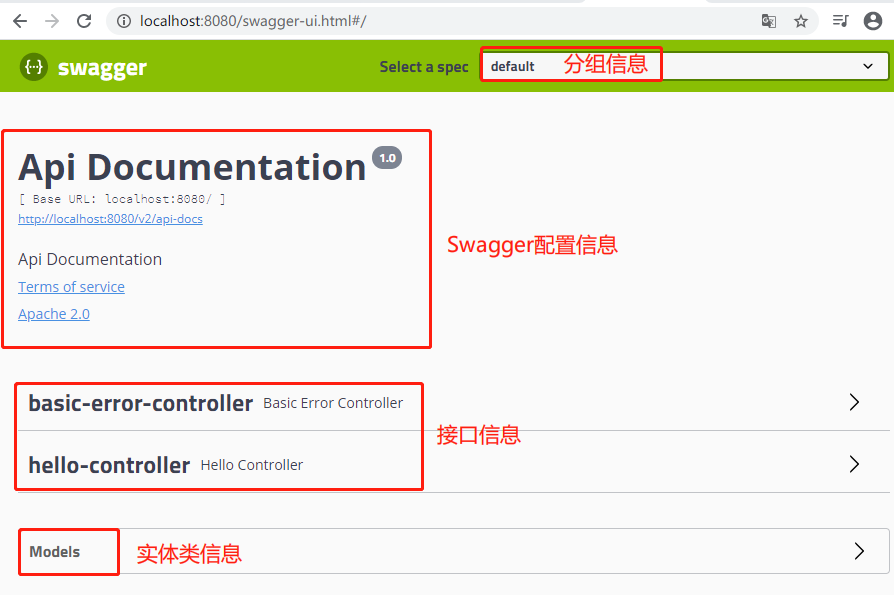 localhost:8080/swagger-ui.html#/
swagger
Select a spec
default
分组信息
Api Documentation 1.0
[ Base URL: localhost:8080/ ]
http://localhost:8080/v2/api-docs
Swagger配置信息
Api Documentation
Terms of service
Apache 2.0
basic-error-controller Basic Error Controller
接口信息
hello-controller Hello Controller
Models
实体类信息